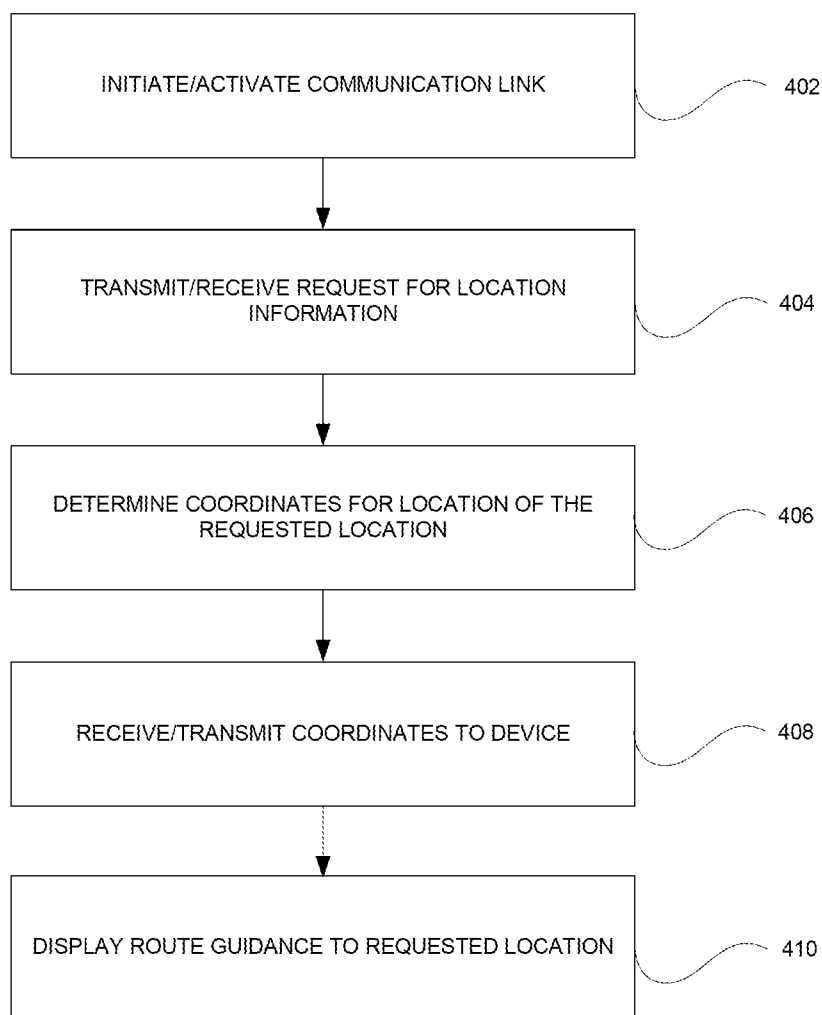 INITIATE/ACTIVATE COMMUNICATION LINK
402
TRANSMIT/RECEIVE REQUEST FOR LOCATION
INFORMATION
404
DETERMINE COORDINATES FOR LOCATION OF THE
REQUESTED LOCATION
406
RECEIVE/TRANSMIT COORDINATES TO DEVICE
408
DISPLAY ROUTE GUIDANCE TO REQUESTED LOCATION
410